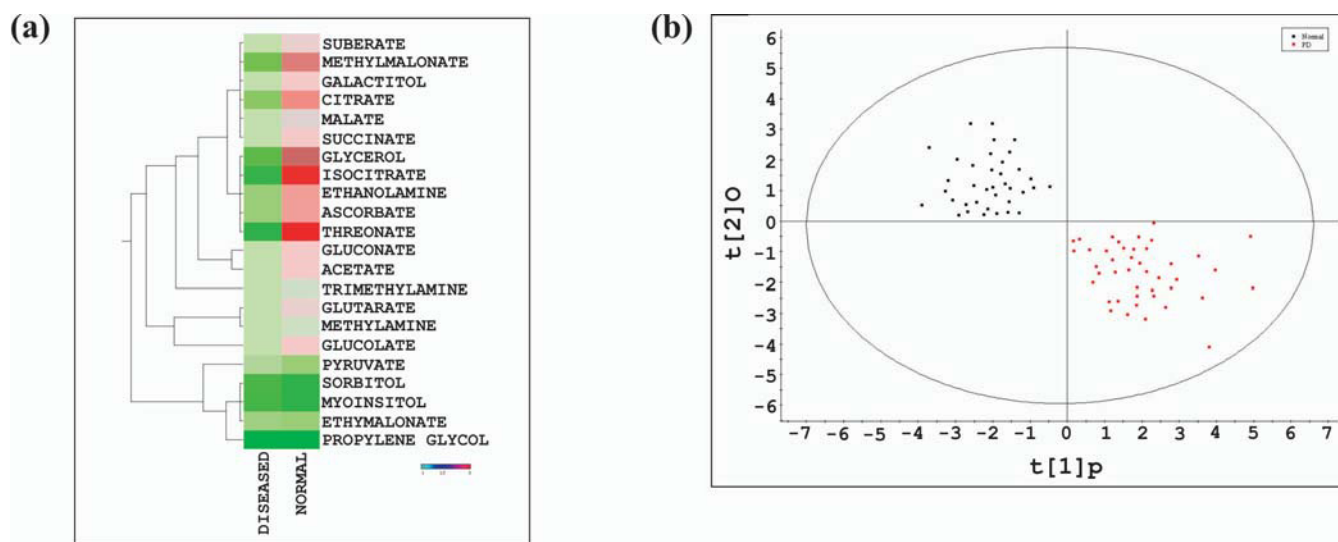 (a)
SUBERATE
METHYLMALONATE
GALACTITOL
CITRATE
MALATE
SUCCINATE
GLYCEROL
ISOCITRATE
ETHANOLAMINE
ASCORBATE
THREONATE
GLUCONATE
ACETATE
TRIMETHYLAMINE
GLUTARATE
METHYLAMINE
GLUCOLATE
PYRUVATE
SORBITOL
MYOINSITOL
ETHYMALONATE
PROPYLENE GLYCOL
DISEASED
NORMAL
(b)
Normal
PD
6
5
4
3
2
1
0
-1
-2
-3
-4
-5
-6
t[2]O
-7 -6 -5 -4 -3 -2 -1 0 1 2 3 4 5 6 7
t[1]p